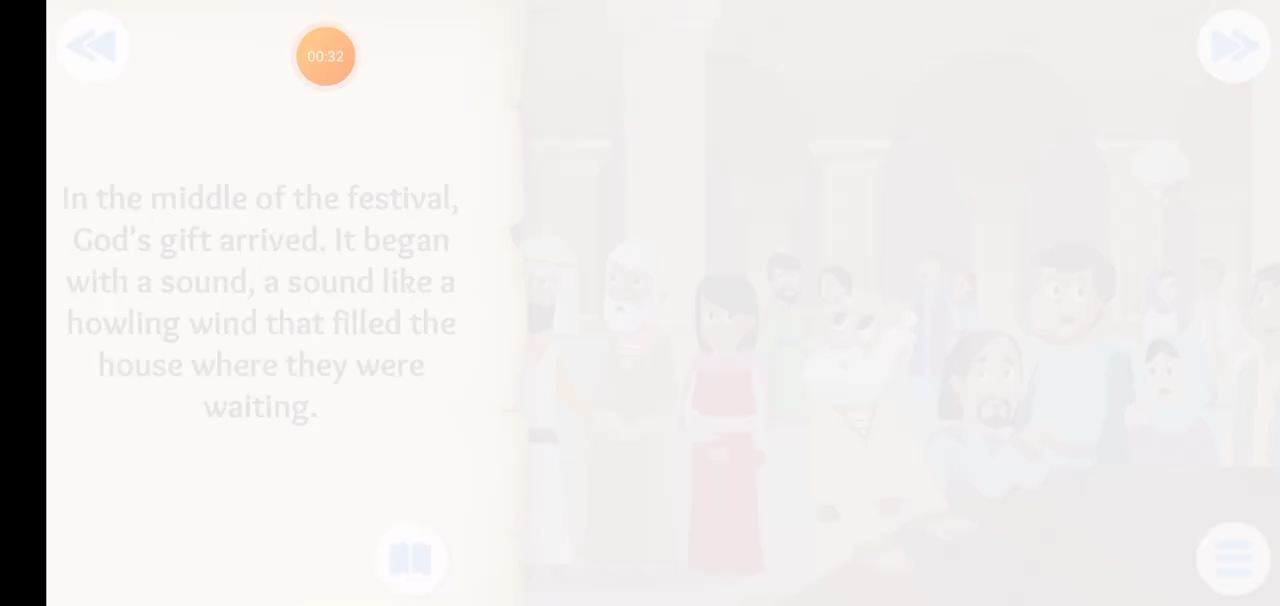 00:32
In the middle of the festival,
God's gift arrived. It began
with a sound, a sound like a
howling wind that filled the
house where they were
waiting.